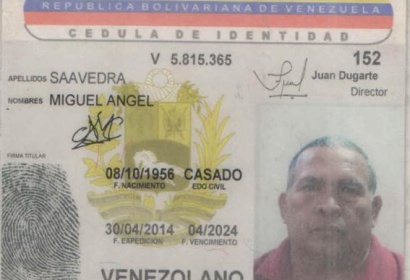 REPÚBLICA BOLIVARIANA DE VENEZUELA
CEDULA DE IDENTIDAD
V 5.815.365
152
APELLIDOS SAAVEDRA
Juan Dugarte
Director
NOMBRES MIGUEL ANGEL
FIRMA TITULAR
08/10/1956 CASADO
F. NACIMIENTO EDO CIVIL
30/04/2014 04/2024
F. EXPEDICION F. VENCIMIENTO
VENEZOLANO